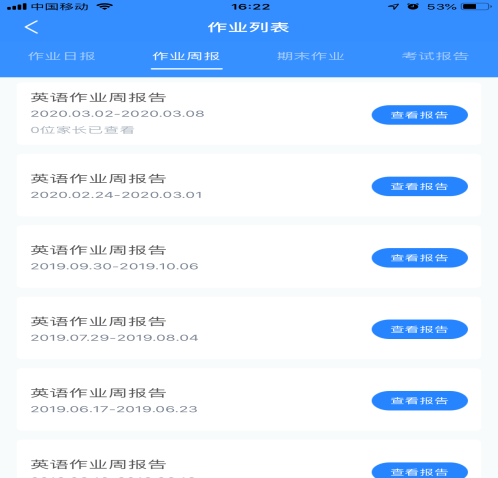 中国移动
16:22
53%
作业列表
作业日报
作业周报
期末作业
考试报告
英语作业周报告
2020.03.02-2020.03.08
0位家长已查看
查看报告
英语作业周报告
2020.02.24-2020.03.01
查看报告
英语作业周报告
2019.09.30-2019.10.06
查看报告
英语作业周报告
2019.07.29-2019.08.04
查看报告
英语作业周报告
2019.06.17-2019.06.23
查看报告
英语作业周报告
查看报告